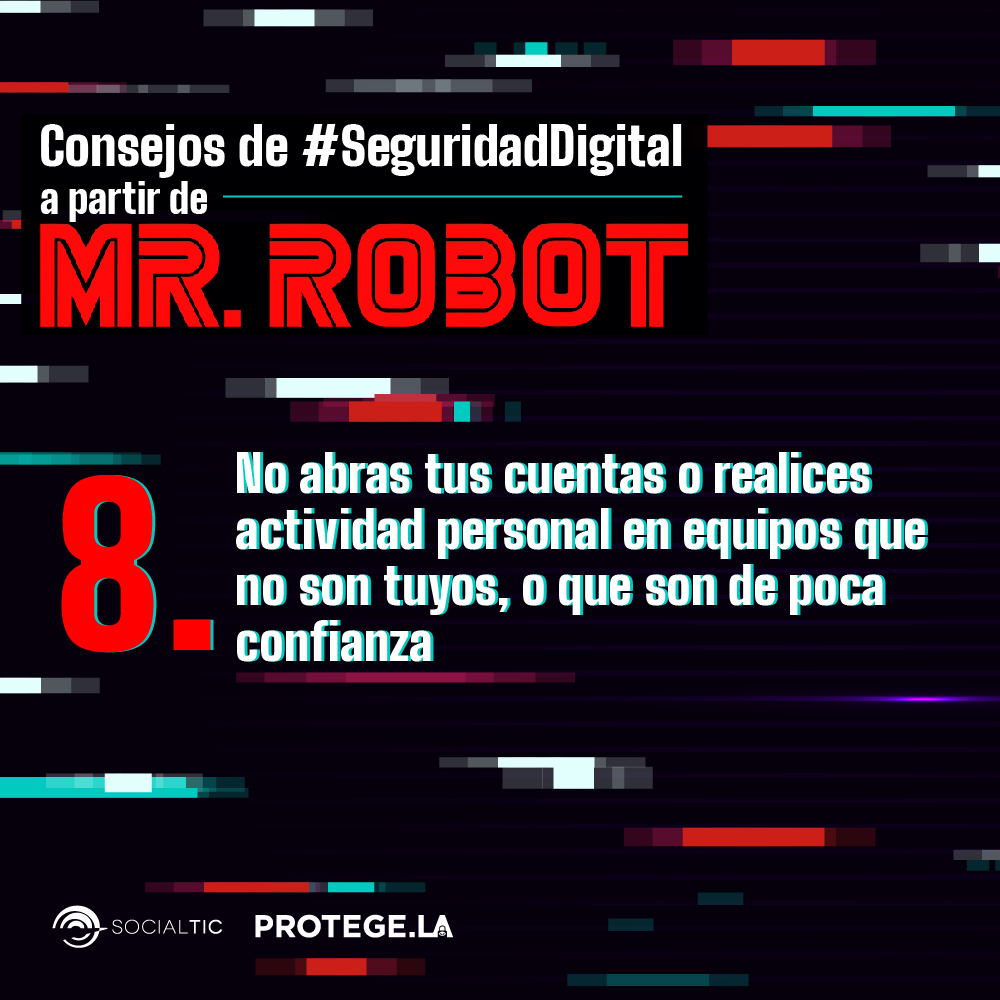 Consejos de #SeguridadDigital
a partir de
MR. ROBOT
8.
No abras tus cuentas o realices
actividad personal en equipos que
no son tuyos, o que son de poca
confianza
SOCIALTIC
PROTEGE.LA